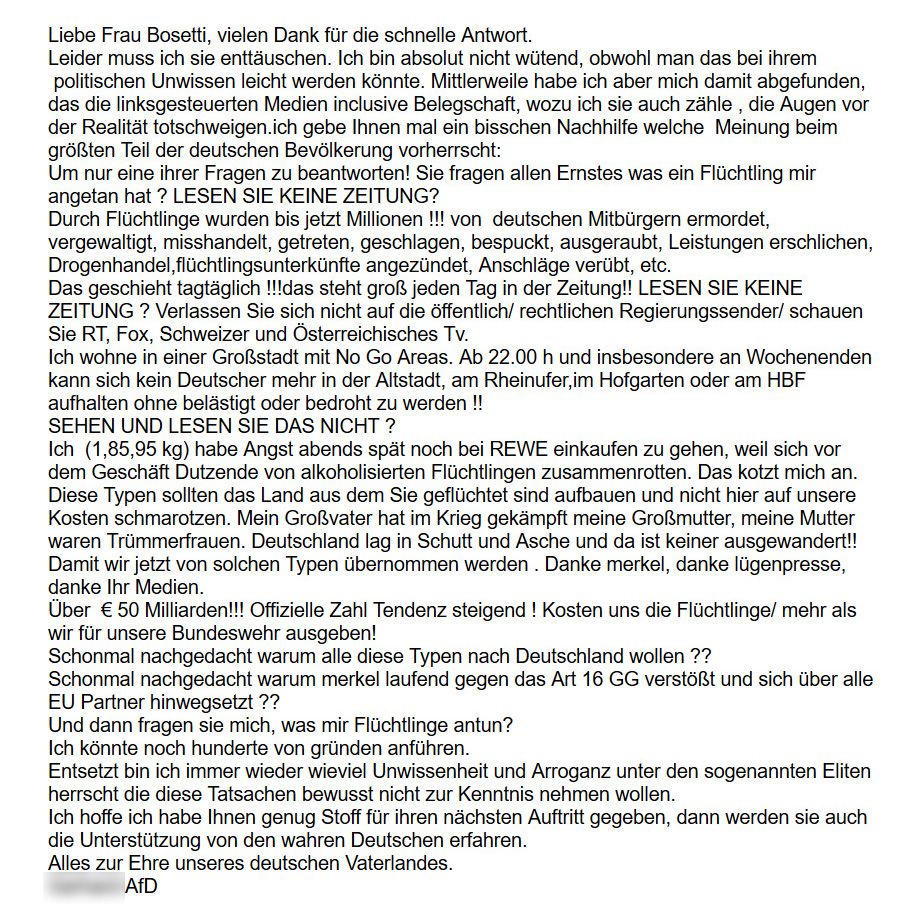 Liebe Frau Bosetti, vielen Dank für die schnelle Antwort.
Leider muss ich sie enttäuschen. Ich bin absolut nicht wütend, obwohl man das bei ihrem
politischen Unwissen leicht werden könnte. Mittlerweile habe ich aber mich damit abgefunden,
das die linksgesteuerten Medien inclusive Belegschaft, wozu ich sie auch zähle , die Augen vor
der Realität totschweigen.ich gebe Ihnen mal ein bisschen Nachhilfe welche  Meinung beim
größten Teil der deutschen Bevölkerung vorherrscht:
Um nur eine ihrer Fragen zu beantworten! Sie fragen allen Ernstes was ein Flüchtling mir
angetan hat ? LESEN SIE KEINE ZEITUNG?
Durch Flüchtlinge wurden bis jetzt Millionen !!! von  deutschen Mitbürgern ermordet,
vergewaltigt, misshandelt, getreten, geschlagen, bespuckt, ausgeraubt, Leistungen erschlichen,
Drogenhandel,flüchtlingsunterkünfte angezündet, Anschläge verübt, etc.
Das geschieht tagtäglich !!!das steht groß jeden Tag in der Zeitung!! LESEN SIE KEINE
ZEITUNG ? Verlassen Sie sich nicht auf die öffentlich/ rechtlichen Regierungssender/ schauen
Sie RT, Fox, Schweizer und Österreichisches Tv.
Ich wohne in einer Großstadt mit No Go Areas. Ab 22.00 h und insbesondere an Wochenenden
kann sich kein Deutscher mehr in der Altstadt, am Rheinufer,im Hofgarten oder am HBF
aufhalten ohne belästigt oder bedroht zu werden !!
SEHEN UND LESEN SIE DAS NICHT ?
Ich  (1,85,95 kg) habe Angst abends spät noch bei REWE einkaufen zu gehen, weil sich vor
dem Geschäft Dutzende von alkoholisierten Flüchtlingen zusammenrotten. Das kotzt mich an.
Diese Typen sollten das Land aus dem Sie geflüchtet sind aufbauen und nicht hier auf unsere
Kosten schmarotzen. Mein Großvater hat im Krieg gekämpft meine Großmutter, meine Mutter
waren Trümmerfrauen. Deutschland lag in Schutt und Asche und da ist keiner ausgewandert!!
Damit wir jetzt von solchen Typen übernommen werden . Danke merkel, danke lügenpresse,
danke Ihr Medien.
Über  € 50 Milliarden!!! Offizielle Zahl Tendenz steigend ! Kosten uns die Flüchtlinge/ mehr als
wir für unsere Bundeswehr ausgeben!
Schonmal nachgedacht warum alle diese Typen nach Deutschland wollen ??
Schonmal nachgedacht warum merkel laufend gegen das Art 16 GG verstößt und sich über alle
EU Partner hinwegsetzt ??
Und dann fragen sie mich, was mir Flüchtlinge antun?
Ich könnte noch hunderte von gründen anführen.
Entsetzt bin ich immer wieder wieviel Unwissenheit und Arroganz unter den sogenannten Eliten
herrscht die diese Tatsachen bewusst nicht zur Kenntnis nehmen wollen.
Ich hoffe ich habe Ihnen genug Stoff für ihren nächsten Auftritt gegeben, dann werden sie auch
die Unterstützung von den wahren Deutschen erfahren.
Alles zur Ehre unseres deutschen Vaterlandes.
AfD